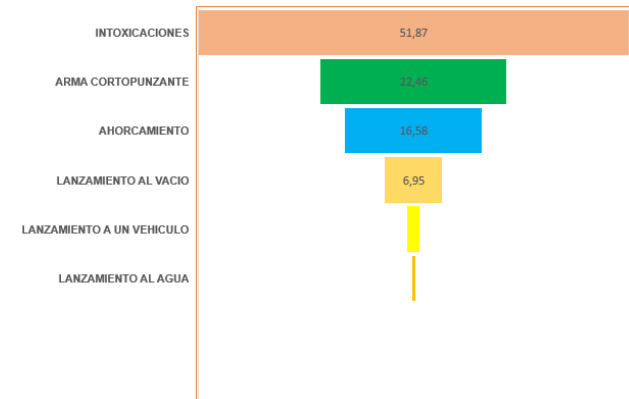 INTOXICACIONES 51,87
ARMA CORTOPUNZANTE 22,46
AHORCAMIENTO 16,58
LANZAMIENTO AL VACIO 6,95
LANZAMIENTO A UN VEHICULO
LANZAMIENTO AL AGUA